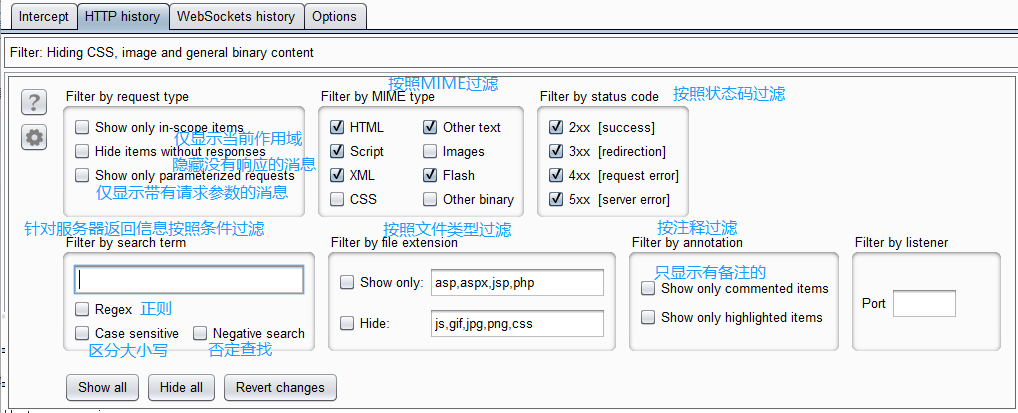 Intercept
HTTP history
WebSockets history
Options
Filter: Hiding CSS, image and general binary content
按照MIME过滤
Filter by request type
Filter by MIME type
Filter by status code
按照状态码过滤
?
Show only in-scope items
仅显示当前作用域
Hide items without responses
隐藏没有响应的消息
Show only parameterized requests
仅显示带有请求参数的消息
HTML
Other text
Script
Images
XML
Flash
CSS
Other binary
2xx [success]
3xx [redirection]
4xx [request error]
5xx [server error]
针对服务器返回信息按照条件过滤
按照文件类型过滤
按注释过滤
Filter by search term
Filter by file extension
Filter by annotation
Filter by listener
Regex
正则
Case sensitive
Negative search
区分大小写
否定查找
Show only:
asp,aspx,jsp,php
Hide:
js,gif,jpg,png,css
只显示有备注的
Show only commented items
Show only highlighted items
Port
Show all
Hide all
Revert changes